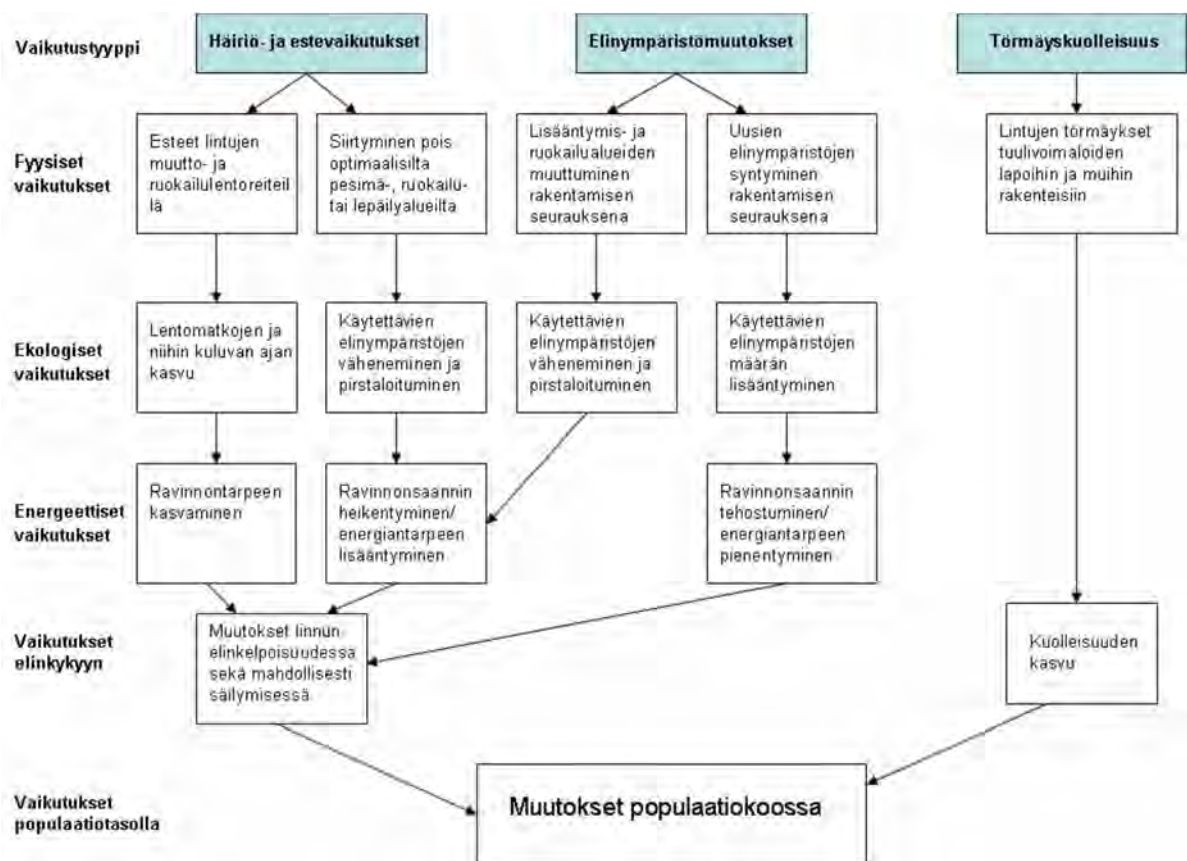 Vaikutustyyppi
Häiriö- ja estevaikutukset
Elinympäristömuutokset
Törmäyskuolleisuus
Fyysiset
vaikutukset
Esteet lintujen
muutto- ja
ruokailulentoreiteil
lä
Siirtyminen pois
optimaalisilta
pesimä-, ruokailu-
tai lepäilyalueilta
Lisääntymis- ja
ruokailualueiden
muuttuminen
rakentamisen
seurauksena
Uusien
elinympäristöjen
syntyminen
rakentamisen
seurauksena
Lintujen törmäykset
tuulivoimaloiden
lapoihin ja muihin
rakenteisiin
Ekologiset
vaikutukset
Lentomatkojen ja
niihin kuluvan ajan
kasvu
Käytettävien
elinympäristöjen
väheneminen ja
pirstaloituminen
Käytettävien
elinympäristöjen
väheneminen ja
pirstaloituminen
Käytettävien
elinympäristöjen
määrän
lisääntyminen
Energeettiset
vaikutukset
Ravinnontarpeen
kasvaminen
Ravinnonsaannin
heikentyminen/
energiantarpeen
lisääntyminen
Ravinnonsaannin
tehostuminen/
energiantarpeen
pienentyminen
Vaikutukset
elinkykyyn
Muutokset linnun
elinkelpoisuudessa
sekä mahdollisesti
säilymisessä
Kuolleisuuden
kasvu
Vaikutukset
populaatiotasolla
Muutokset populaatiokoossa